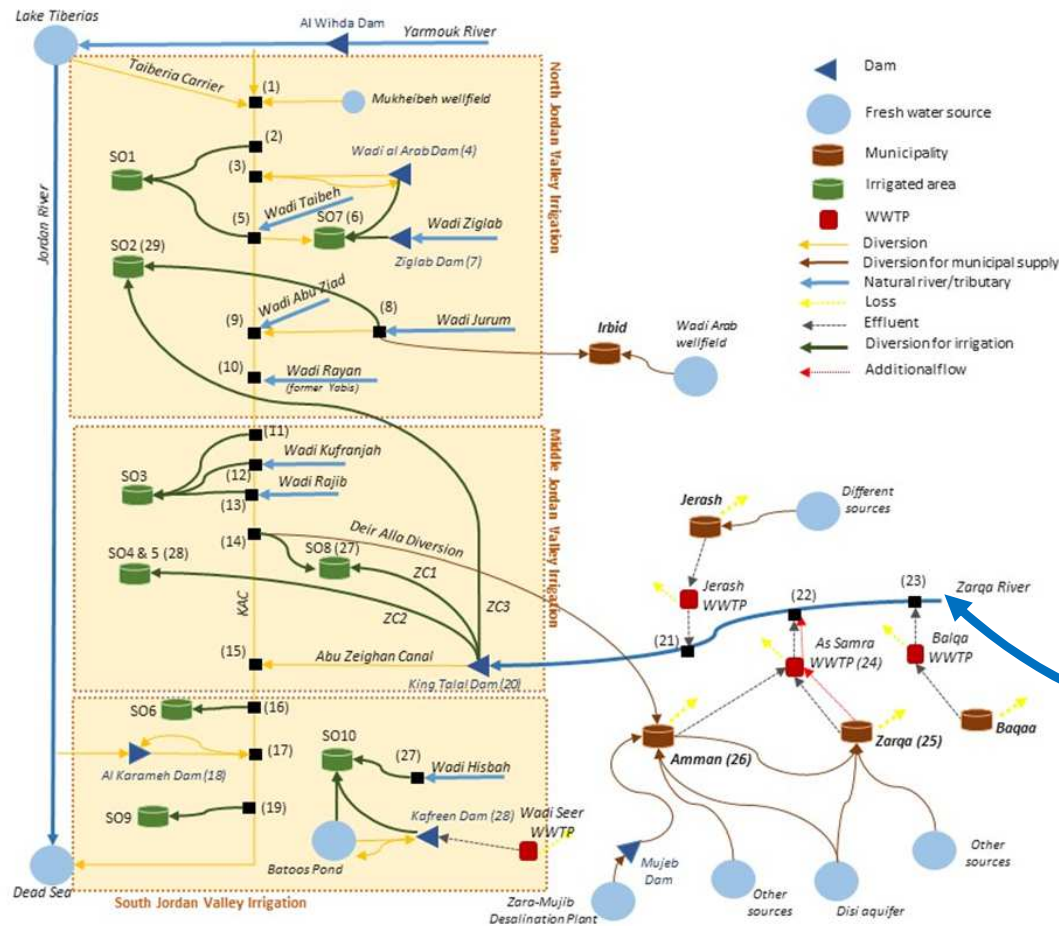 Lake Tiberias
Al Wihda Dam
Yarmouk River
Taiberia Carrier
(1)
Mukheibeh wellfield
North Jordan Valley Irrigation
(2)
SO1
(3)
Wadi al Arab Dam (4)
Wadi Taibeh
(5)
SO7 (6)
Wadi Ziglab
Ziglab Dam (7)
SO2 (29)
Jordan River
Wadi Abu Ziad
(8)
(9)
Wadi Jurum
Irbid
Wadi Arab
wellfield
(10)
Wadi Rayan
(former Yabis)
Dam
Fresh water source
Municipality
Irrigated area
WWTP
Diversion
Diversion for municipal supply
Natural river/tributary
Loss
Effluent
Diversion for irrigation
Additional flow
(11)
Wadi Kufranjah
Middle Jordan Valley Irrigation
SO3
(12)
Wadi Rajib
(13)
(14)
Deir Alla Diversion
SO4 & 5 (28)
SO8 (27)
ZC1
KAC
ZC2
ZC3
(15)
Abu Zeighan Canal
King Talal Dam (20)
Jerash
Different
sources
Jerash
WWTP
(21)
(22)
(23)
Zarqa River
As Samra
WWTP (24)
Balqa
WWTP
Amman (26)
Zarqa (25)
Baqaa
(16)
SO6
(17)
Al Karameh Dam (18)
SO10
(27)
Wadi Hisbah
(19)
SO9
Kafreen Dam (28)
Wadi Seer
WWTP
Batoos Pond
Dead Sea
South Jordan Valley Irrigation
Mujeb
Dam
Zara-Mujib
Desalination Plant
Other
sources
Disi aquifer
Other
sources